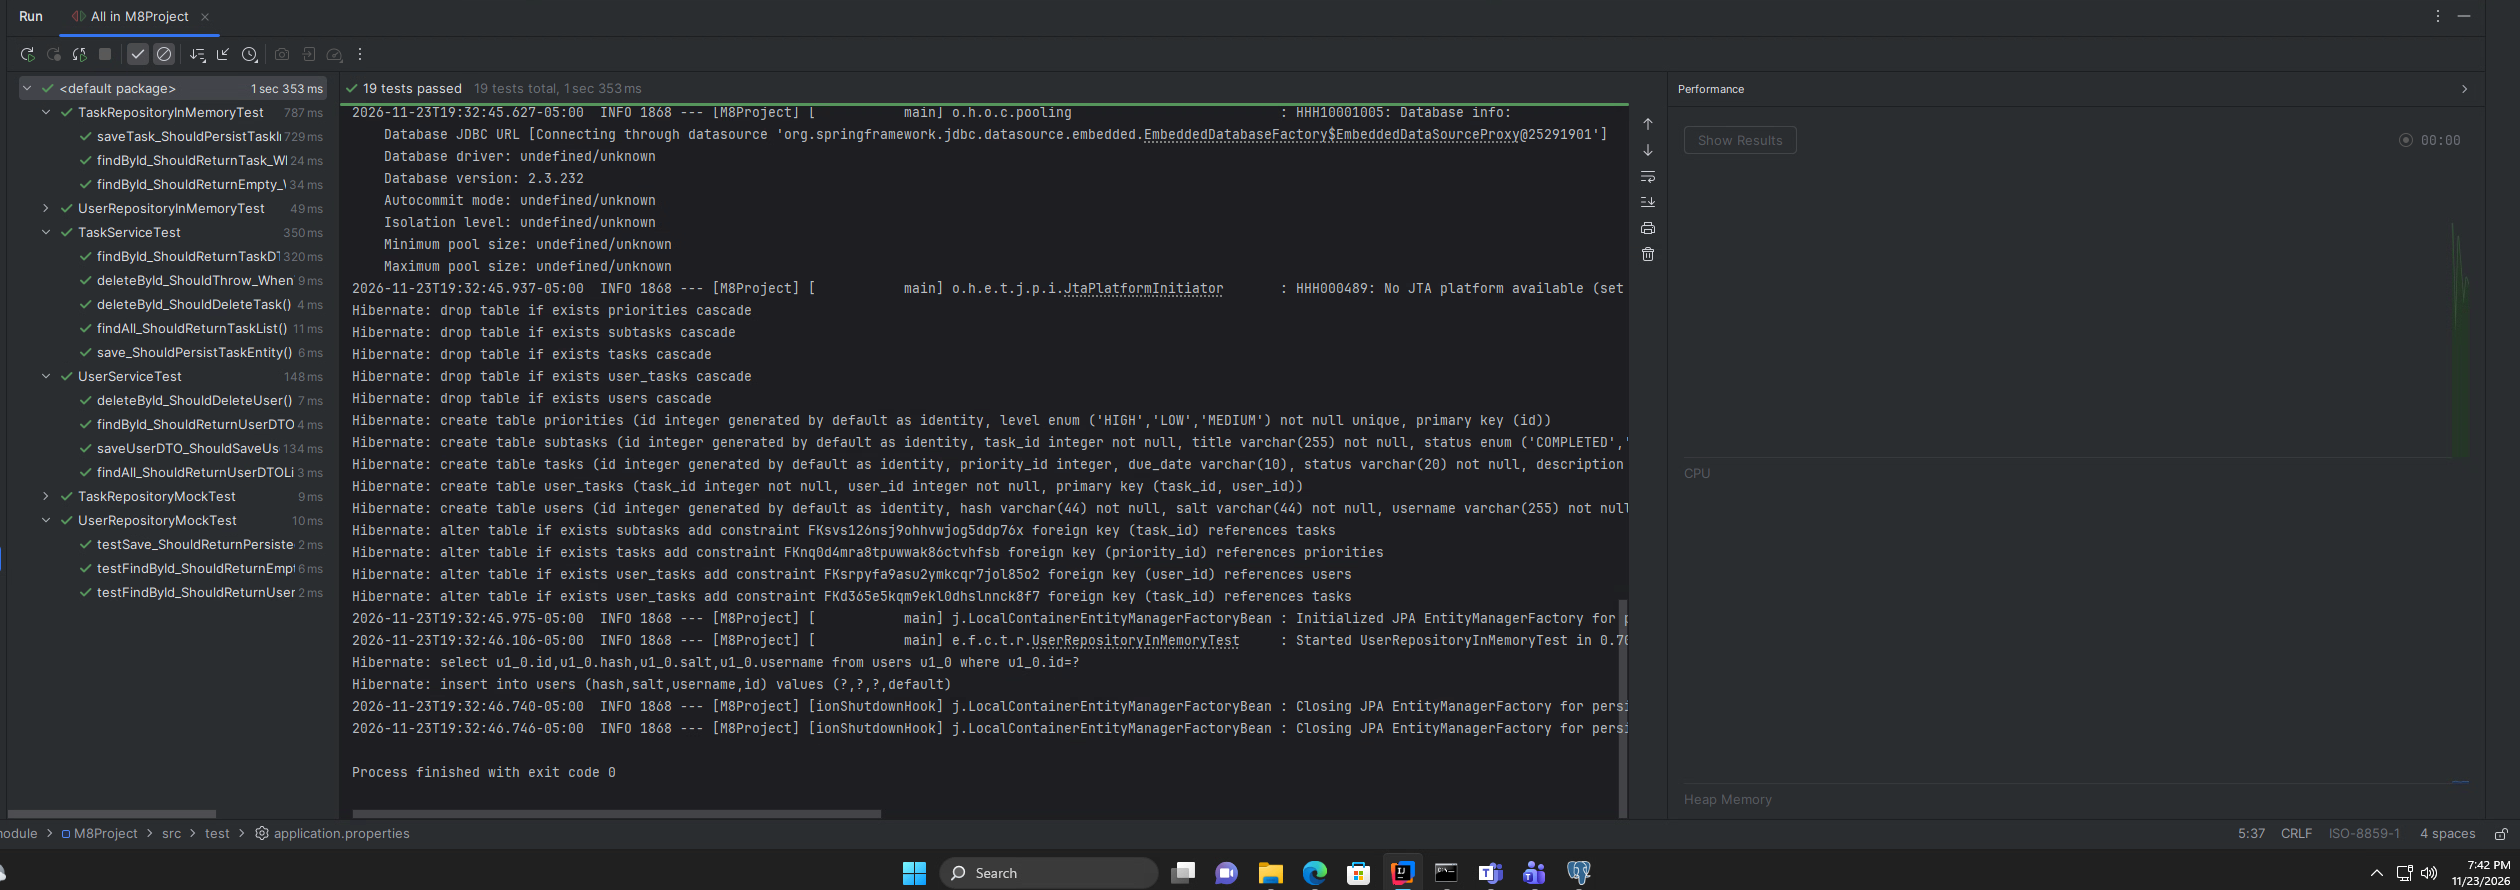 Run
All in M8Project
<default package> 1 sec 353 ms
TaskRepositoryInMemoryTest 787 ms
saveTask_ShouldPersistTaskI 729 ms
findById_ShouldReturnTask_W 24 ms
findById_ShouldReturnEmpty_ 34 ms
UserRepositoryInMemoryTest 49 ms
TaskServiceTest 350 ms
findById_ShouldReturnTaskD 320 ms
deleteById_ShouldThrow_When 9 ms
deleteById_ShouldDeleteTask() 4 ms
findAll_ShouldReturnTaskList() 11 ms
save_ShouldPersistTaskEntity() 6 ms
UserServiceTest 148 ms
deleteById_ShouldDeleteUser() 7 ms
findById_ShouldReturnUserDTO 4 ms
saveUserDTO_ShouldSaveUs 134 ms
findAll_ShouldReturnUserDTOLi 3 ms
TaskRepositoryMockTest 9 ms
UserRepositoryMockTest 10 ms
testSave_ShouldReturnPersiste 2 ms
testFindById_ShouldReturnEmp 6 ms
testFindById_ShouldReturnUser 2 ms
19 tests passed 19 tests total, 1 sec 353 ms
2026-11-23T19:32:45.627-05:00  INFO 1868 --- [M8Project] [           main] o.h.o.c.pooling                          : HHH10001005: Database info:
Database JDBC URL [Connecting through datasource 'org.springframework.jdbc.datasource.embedded.EmbeddedDatabaseFactory$EmbeddedDataSourceProxy@25291901']
Database driver: undefined/unknown
Database version: 2.3.232
Autocommit mode: undefined/unknown
Isolation level: undefined/unknown
Minimum pool size: undefined/unknown
Maximum pool size: undefined/unknown
2026-11-23T19:32:45.937-05:00  INFO 1868 --- [M8Project] [           main] o.h.e.t.j.p.i.JtaPlatformInitiator       : HHH000489: No JTA platform available (set
Hibernate: drop table if exists priorities cascade
Hibernate: drop table if exists subtasks cascade
Hibernate: drop table if exists tasks cascade
Hibernate: drop table if exists user_tasks cascade
Hibernate: drop table if exists users cascade
Hibernate: create table priorities (id integer generated by default as identity, level enum ('HIGH','LOW','MEDIUM') not null unique, primary key (id))
Hibernate: create table subtasks (id integer generated by default as identity, task_id integer not null, title varchar(255) not null, status enum ('COMPLETED','
Hibernate: create table tasks (id integer generated by default as identity, priority_id integer, due_date varchar(10), status varchar(20) not null, description
Hibernate: create table user_tasks (task_id integer not null, user_id integer not null, primary key (task_id, user_id))
Hibernate: create table users (id integer generated by default as identity, hash varchar(44) not null, salt varchar(44) not null, username varchar(255) not null
Hibernate: alter table if exists subtasks add constraint FKsvs126nsj9ohhvwjog5ddp76x foreign key (task_id) references tasks
Hibernate: alter table if exists tasks add constraint FKnq0d4mra8tpuwwak86ctvhfsb foreign key (priority_id) references priorities
Hibernate: alter table if exists user_tasks add constraint FKsrpyfa9asu2ymkcqr7jol85o2 foreign key (user_id) references users
Hibernate: alter table if exists user_tasks add constraint FKd365e5kqm9ekl0dhslnnck8f7 foreign key (task_id) references tasks
2026-11-23T19:32:45.975-05:00  INFO 1868 --- [M8Project] [           main] j.LocalContainerEntityManagerFactoryBean : Initialized JPA EntityManagerFactory for p
2026-11-23T19:32:46.106-05:00  INFO 1868 --- [M8Project] [           main] e.f.c.t.r.UserRepositoryInMemoryTest     : Started UserRepositoryInMemoryTest in 0.70
Hibernate: select u1_0.id,u1_0.hash,u1_0.salt,u1_0.username from users u1_0 where u1_0.id=?
Hibernate: insert into users (hash,salt,username,id) values (?,?,?,default)
2026-11-23T19:32:46.740-05:00  INFO 1868 --- [M8Project] [ionShutdownHook] j.LocalContainerEntityManagerFactoryBean : Closing JPA EntityManagerFactory for persi
2026-11-23T19:32:46.746-05:00  INFO 1868 --- [M8Project] [ionShutdownHook] j.LocalContainerEntityManagerFactoryBean : Closing JPA EntityManagerFactory for persi
Process finished with exit code 0
Performance
Show Results 00:00
CPU
Heap Memory
odule M8Project src test application.properties
5:37 CRLF ISO-8859-1 4 spaces
Search
7:42 PM
11/23/2026